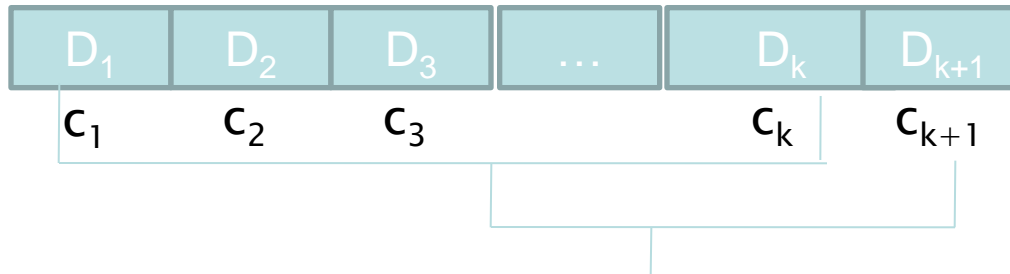 D₁ D₂ D₃ ... Dₖ Dₖ₊₁
c₁ c₂ c₃ cₖ cₖ₊₁